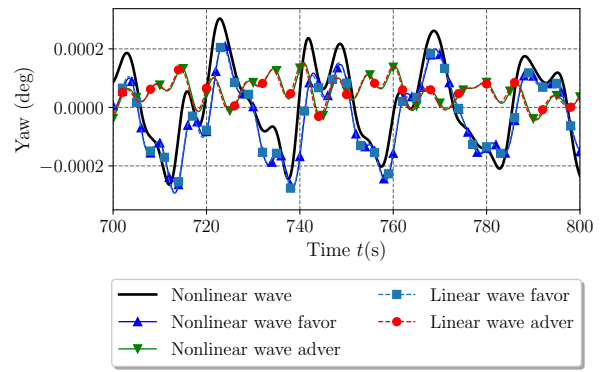 0.0002
0.0000
−0.0002
Yaw (deg)
700 720 740 760 780 800
Time t(s)
Nonlinear wave
Nonlinear wave favor
Nonlinear wave adver
Linear wave favor
Linear wave adver